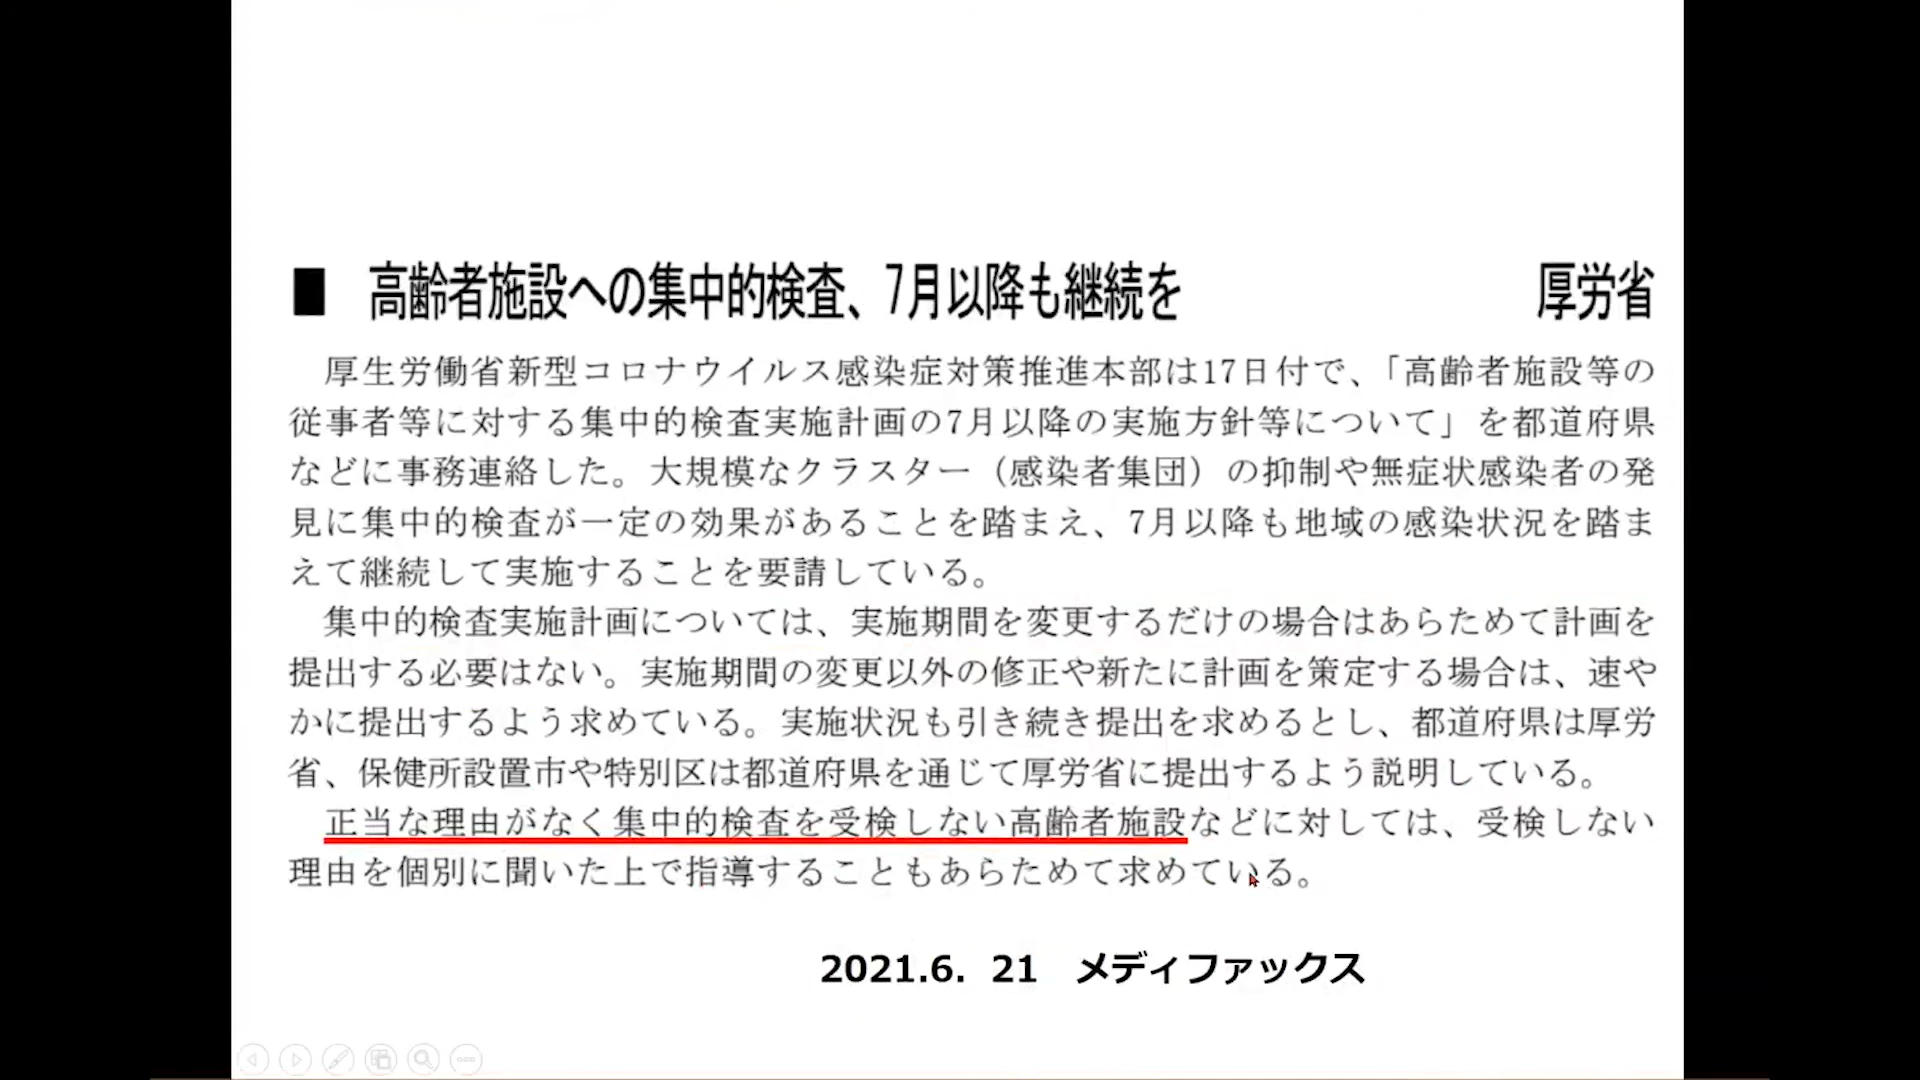 ■ 高齢者施設への集中的検査、7月以降も継続を 厚労省
厚生労働省新型コロナウイルス感染症対策推進本部は17日付で、「高齢者施設等の
従事者等に対する集中的検査実施計画の7月以降の実施方針等について」を都道府県
などに事務連絡した。大規模なクラスター（感染者集団）の抑制や無症状感染者の発
見に集中的検査が一定の効果があることを踏まえ、7月以降も地域の感染状況を踏ま
えて継続して実施することを要請している。
集中的検査実施計画については、実施期間を変更するだけの場合はあらためて計画を
提出する必要はない。実施期間の変更以外の修正や新たに計画を策定する場合は、速や
かに提出するよう求めている。実施状況も引き続き提出を求めるとし、都道府県は厚労
省、保健所設置市や特別区は都道府県を通じて厚労省に提出するよう説明している。
正当な理由がなく集中的検査を受検しない高齢者施設などに対しては、受検しない
理由を個別に聞いた上で指導することもあらためて求めている。
2021.6. 21 メディファックス